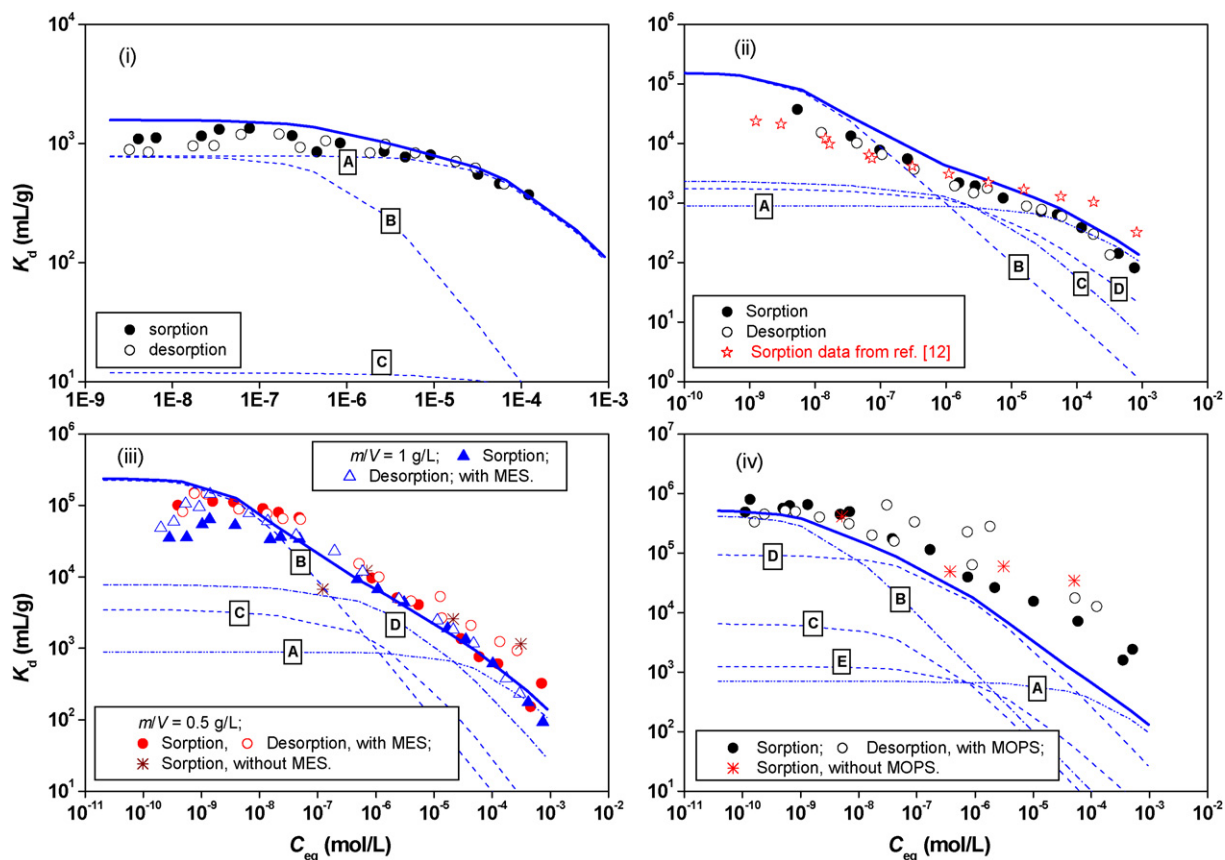 (i)
K_d (mL/g)
10^4
10^3
10^2
10^1
A
B
C
sorption
desorption
1E-9 1E-8 1E-7 1E-6 1E-5 1E-4 1E-3
(ii)
10^6
10^5
10^4
10^3
10^2
10^1
10^0
A
B
C
D
Sorption
Desorption
Sorption data from ref. [12]
10^-10 10^-9 10^-8 10^-7 10^-6 10^-5 10^-4 10^-3 10^-2
(iii)
K_d (mL/g)
10^6
10^5
10^4
10^3
10^2
10^1
m/V = 1 g/L; Sorption;
Desorption; with MES.
B
C
D
A
m/V = 0.5 g/L;
Sorption, Desorption, with MES;
Sorption, without MES.
10^-11 10^-10 10^-9 10^-8 10^-7 10^-6 10^-5 10^-4 10^-3 10^-2
C_eq (mol/L)
(iv)
10^7
10^6
10^5
10^4
10^3
10^2
10^1
D
B
C
E
A
Sorption; Desorption, with MOPS;
Sorption, without MOPS.
10^-11 10^-10 10^-9 10^-8 10^-7 10^-6 10^-5 10^-4 10^-3 10^-2
C_eq (mol/L)